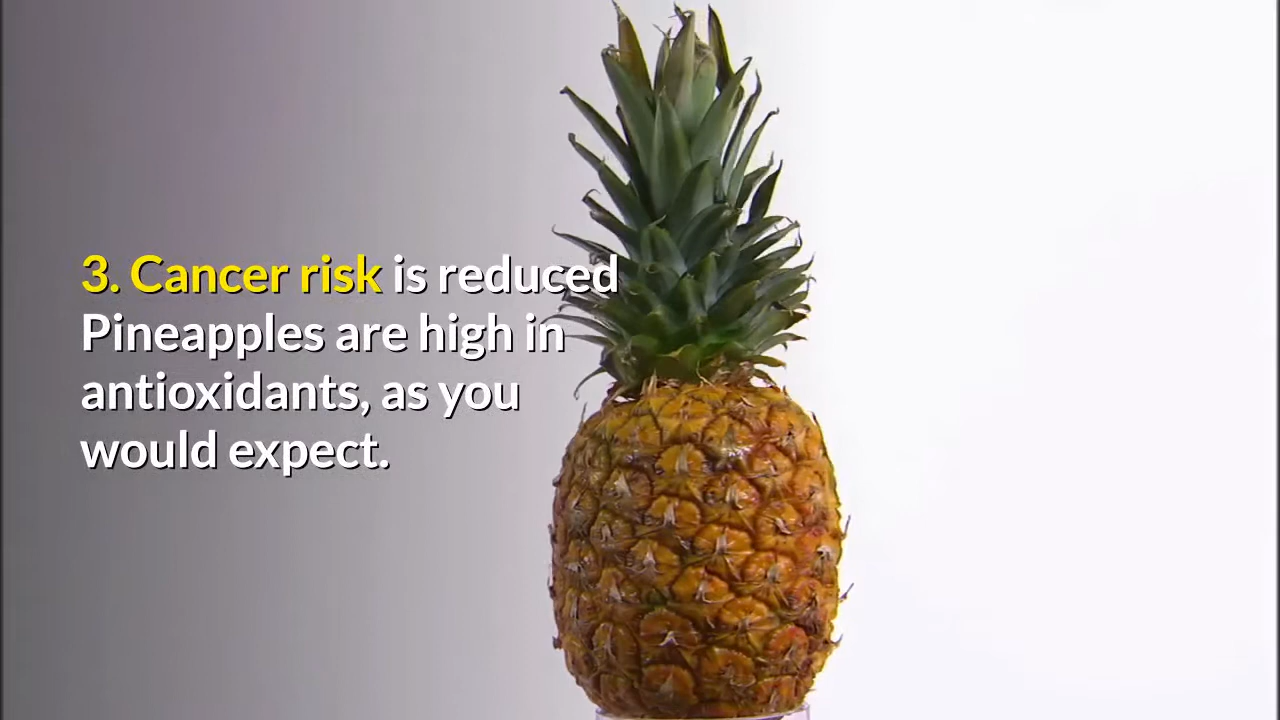 3. Cancer risk is reduced
Pineapples are high in
antioxidants, as you
would expect.